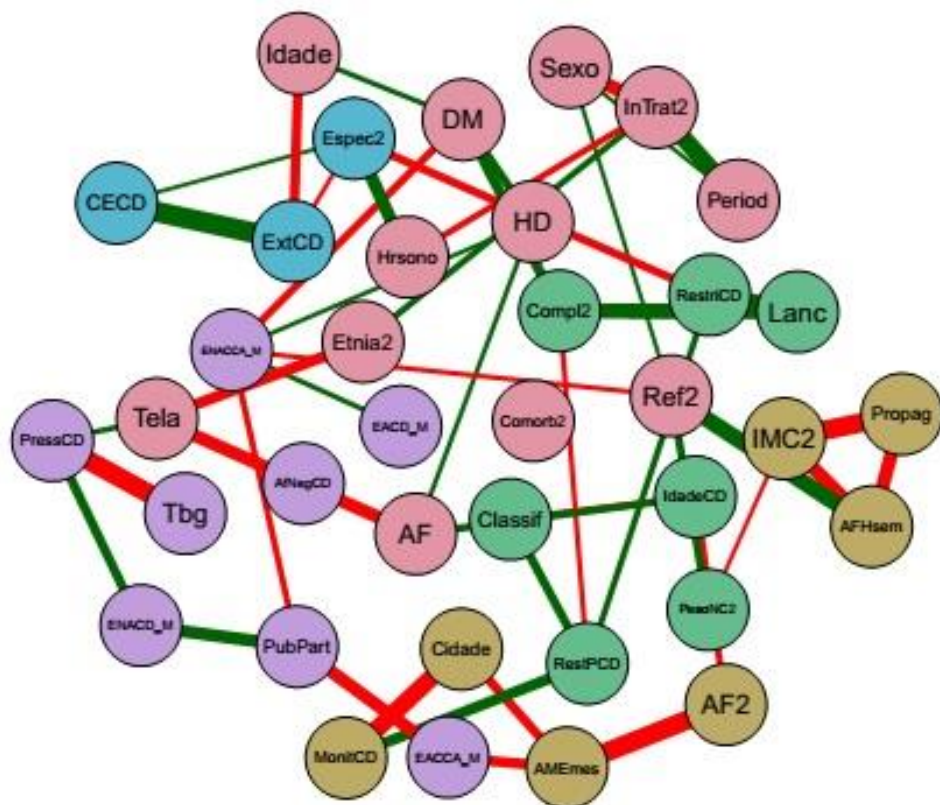 Idade
Sexo
InTrat2
DM
Espec2
CECD
Period
HD
ExtCD
Hrsono
RestriCD
Compl2
Lanc
Etnia2
ENACCA_M
Ref2
Tela
Comorb2
EACD_M
Propag
IMC2
PressCD
AfNagCD
IdadeCD
Tbg
Classif
AF
AFHsem
PesoNC2
ENACD_M
PubPart
Cidade
RestPCD
AF2
MonitCD
EACCA_M
AMEmes